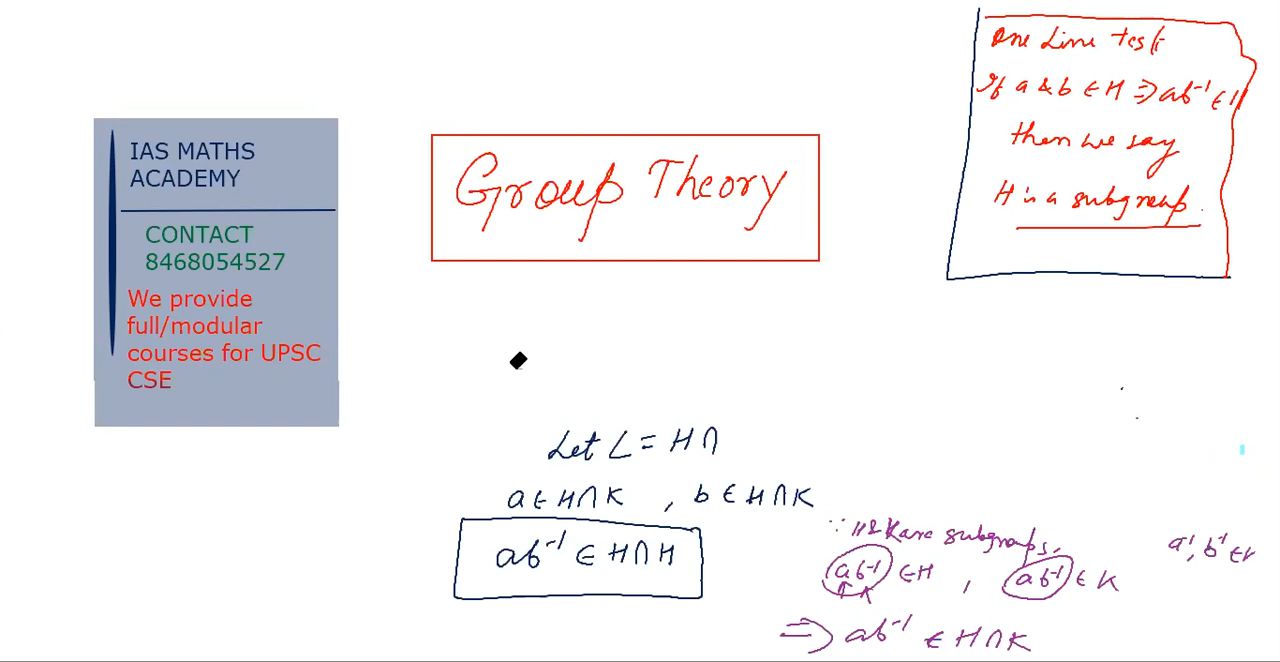 One Line test
If a & b ∈ H ⇒ ab⁻¹ ∈ H
then we say
H is a subgroup.
IAS MATHS
ACADEMY
CONTACT
8468054527
We provide
full/modular
courses for UPSC
CSE
Group Theory
Let L = H∩
a ∈ H∩K , b ∈ H∩K
ab⁻¹ ∈ H∩H
∵ H & K are subgroups,
ab⁻¹ ∈ H , ab⁻¹ ∈ K
⇒ ab⁻¹ ∈ H∩K
a⁻¹, b⁻¹ ∈